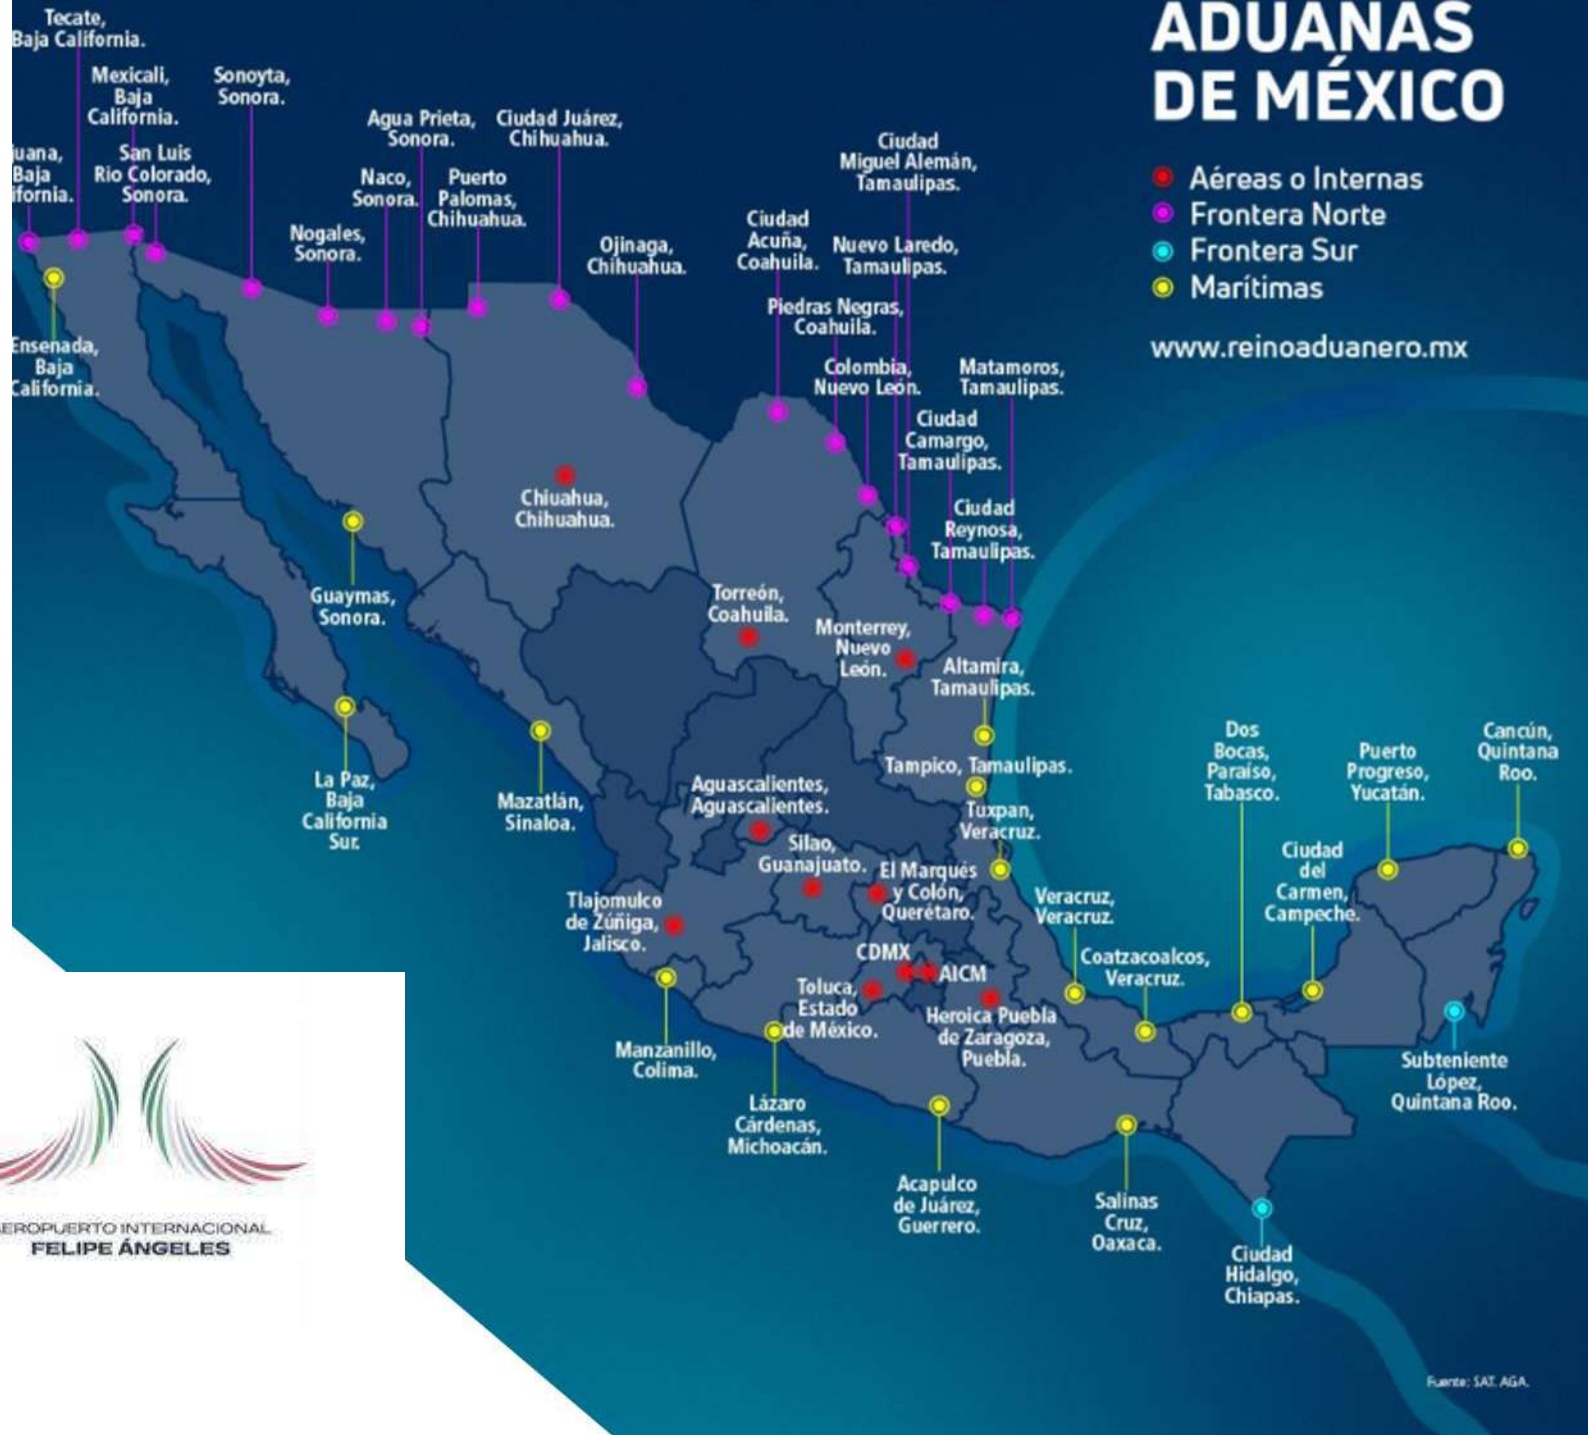 ADUANAS
DE MÉXICO
Aéreas o Internas
Frontera Norte
Frontera Sur
Marítimas
www.reinoaduanero.mx
Tecate,
Baja California.
Mexicali,
Baja
California.
Sonoyta,
Sonora.
juana,
Baja
ifornia.
San Luis
Rio Colorado,
Sonora.
Agua Prieta,
Sonora.
Ciudad Juárez,
Chihuahua.
Naco,
Sonora.
Puerto
Palomas,
Chihuahua.
Nogales,
Sonora.
Ojinaga,
Chihuahua.
Ciudad
Miguel Alemán,
Tamaulipas.
Ciudad
Acuña,
Coahuila.
Nuevo Laredo,
Tamaulipas.
Piedras Negras,
Coahuila.
Colombia,
Nuevo León.
Matamoros,
Tamaulipas.
Ciudad
Camargo,
Tamaulipas.
Ciudad
Reynosa,
Tamaulipas.
Ensenada,
Baja
California.
Chiuahua,
Chihuahua.
Guaymas,
Sonora.
Torreón,
Coahuila.
Monterrey,
Nuevo
León.
Altamira,
Tamaulipas.
La Paz,
Baja
California
Sur.
Mazatlán,
Sinaloa.
Aguascalientes,
Aguascalientes.
Tampico, Tamaulipas.
Tuxpan,
Veracruz.
Silao,
Guanajuato.
El Marqués
y Colón,
Querétaro.
Tlajomulco
de Zúñiga,
Jalisco.
CDMX
AICM
Toluca,
Estado
de México.
Heroica Puebla
de Zaragoza,
Puebla.
Veracruz,
Veracruz.
Coatzacoalcos,
Veracruz.
Dos
Bocas,
Paraíso,
Tabasco.
Ciudad
del
Carmen,
Campeche.
Puerto
Progreso,
Yucatán.
Cancún,
Quintana
Roo.
Manzanillo,
Colima.
Lázaro
Cárdenas,
Michoacán.
Acapulco
de Juárez,
Guerrero.
Salinas
Cruz,
Oaxaca.
Subteniente
López,
Quintana Roo.
Ciudad
Hidalgo,
Chiapas.
EROPUERTO INTERNACIONAL
FELIPE ÁNGELES
Fuente: SAT. AGA.